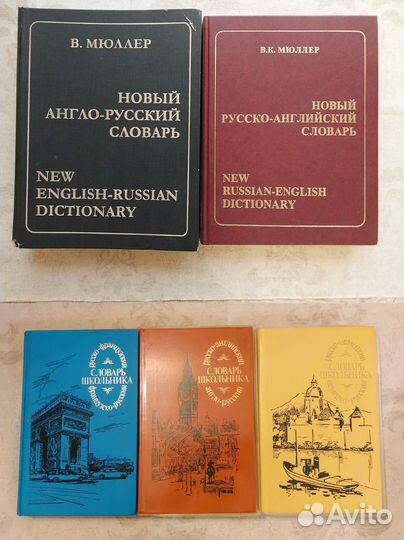 В. МЮЛЛЕР
НОВЫЙ
АНГЛО-РУССКИЙ
СЛОВАРЬ
NEW
ENGLISH-RUSSIAN
DICTIONARY
В.К. МЮЛЛЕР
НОВЫЙ
РУССКО-АНГЛИЙСКИЙ
СЛОВАРЬ
NEW
RUSSIAN-ENGLISH
DICTIONARY
русско-французский
СЛОВАРЬ
ШКОЛЬНИКА
французско-русский
русско-английский
СЛОВАРЬ
ШКОЛЬНИКА
англо-русский
СЛОВАРЬ
ШКОЛЬНИКА
Avito